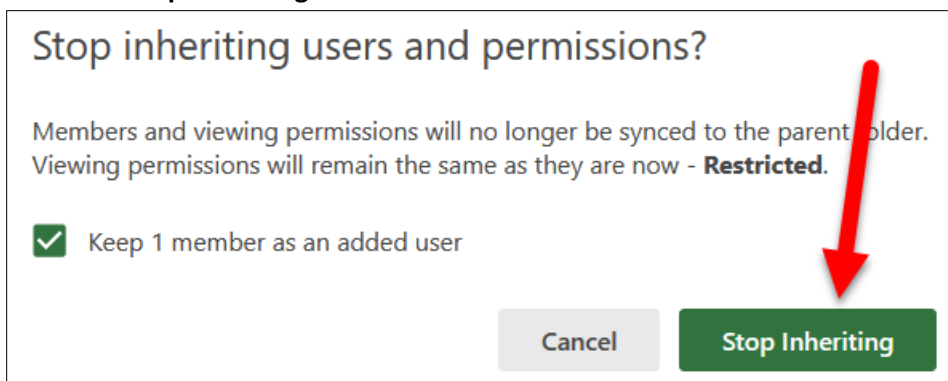 Stop inheriting users and permissions?
Members and viewing permissions will no longer be synced to the parent folder.
Viewing permissions will remain the same as they are now - Restricted.
Keep 1 member as an added user
Cancel
Stop Inheriting